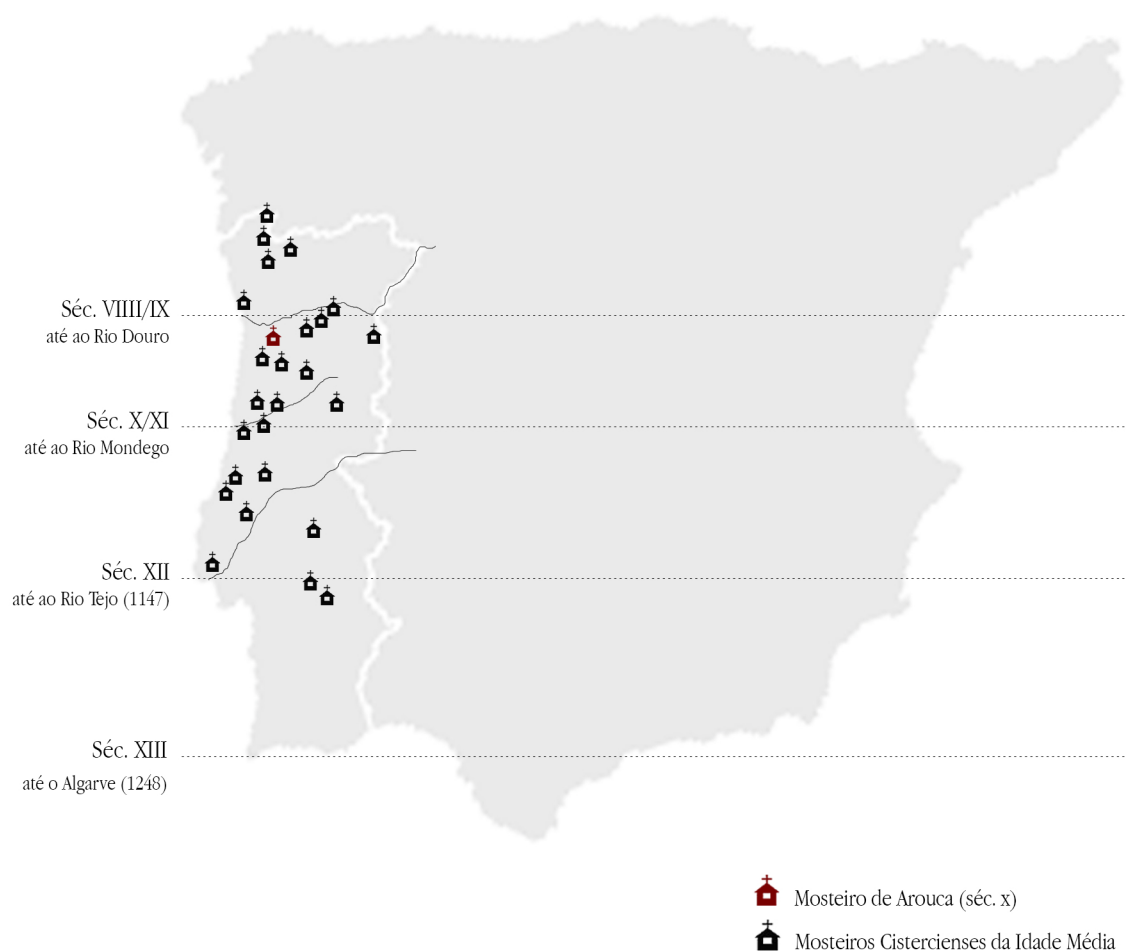 Séc. VIIII/IX
até ao Rio Douro
Séc. X/XI
até ao Rio Mondego
Séc. XII
até ao Rio Tejo (1147)
Séc. XIII
até o Algarve (1248)
Mosteiro de Arouca (séc. x)
Mosteiros Cistercienses da Idade Média